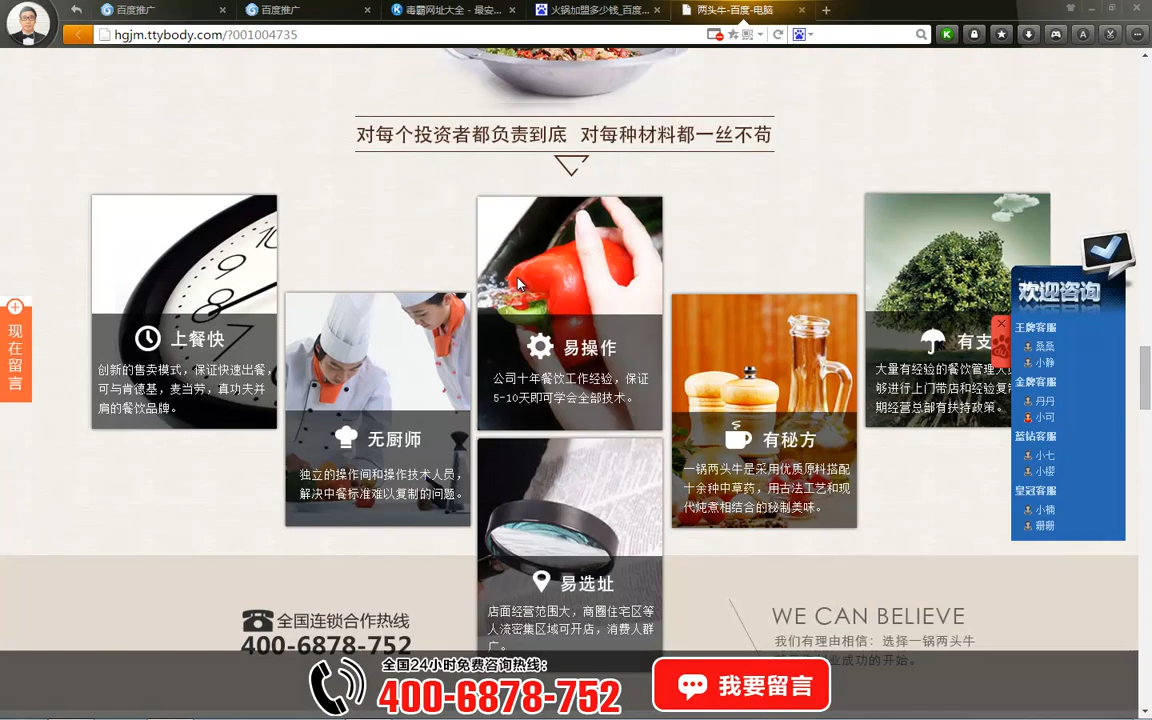 百度推广
百度推广
毒霸网址大全 - 最安...
火锅加盟多少钱_百度...
两头牛-百度-电脑
hgjm.ttybody.com/?001004735
对每个投资者都负责到底 对每种材料都一丝不苟
上餐快
创新的售卖模式，保证快速出餐，
可与肯德基，麦当劳，真功夫并
肩的餐饮品牌。
无厨师
独立的操作间和操作技术人员，
解决中餐标准难以复制的问题。
易操作
公司十年餐饮工作经验，保证
5-10天即可学会全部技术。
易选址
店面经营范围大，商圈住宅区等
人流密集区域可开店，消费人群
广。
有秘方
一锅两头牛是采用优质原料搭配
十余种中草药，用古法工艺和现
代炖煮相结合的秘制美味。
有支
大量有经验的餐饮管理人
够进行上门带店和经验复
期经营总部有扶持政策。
现在留言
欢迎咨询
王牌客服
桑桑
小静
金牌客服
丹丹
小可
蓝钻客服
小七
小樱
皇冠客服
小楠
珊珊
全国连锁合作热线
400-6878-752
WE CAN BELIEVE
我们有理由相信：选择一锅两头牛
业成功的开始。
全国24小时免费咨询热线：
400-6878-752
我要留言